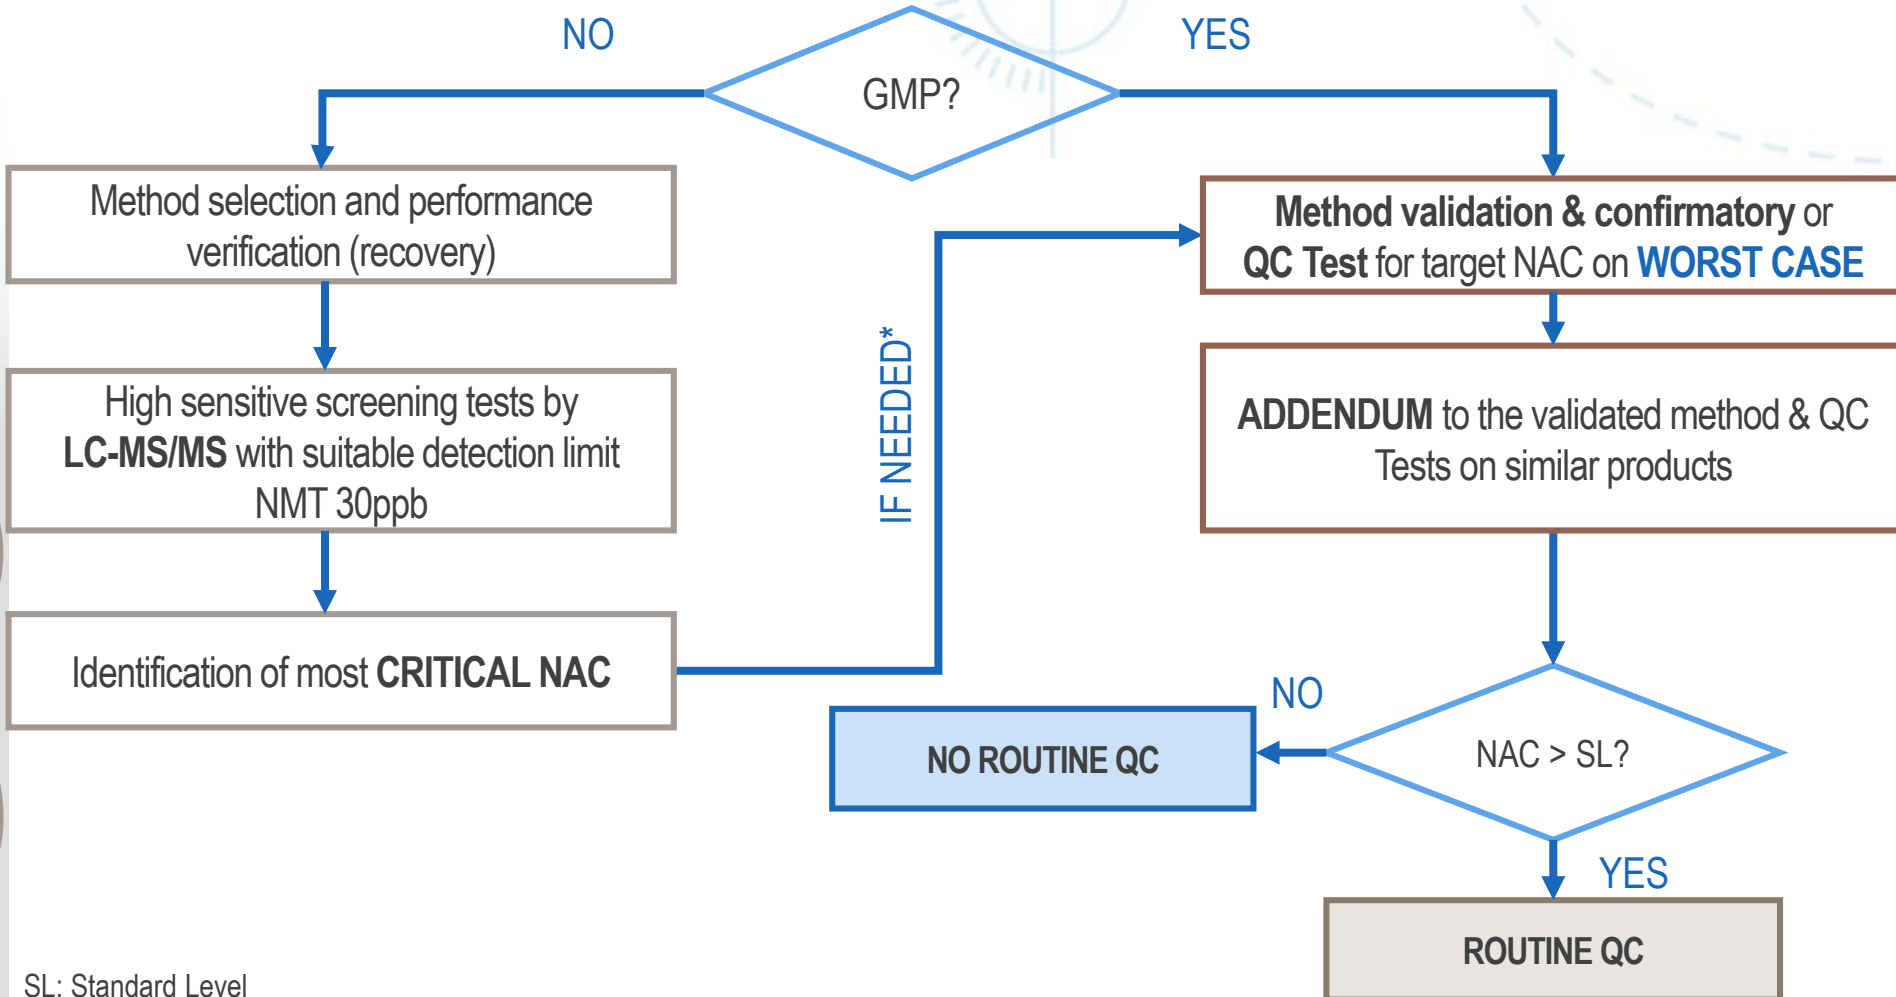 NO
YES
GMP?
Method selection and performance
verification (recovery)
Method validation & confirmatory or
QC Test for target NAC on WORST CASE
IF NEEDED*
High sensitive screening tests by
LC-MS/MS with suitable detection limit
NMT 30ppb
ADDENDUM to the validated method & QC
Tests on similar products
Identification of most CRITICAL NAC
NO
NAC > SL?
NO ROUTINE QC
YES
ROUTINE QC
SL: Standard Level